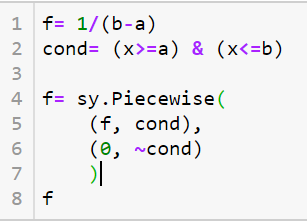 1 f= 1/(b-a)
2 cond= (x>=a) & (x<=b)
3
4 f= sy.Piecewise(
5     (f, cond),
6     (0, ~cond)
7     )
8 f